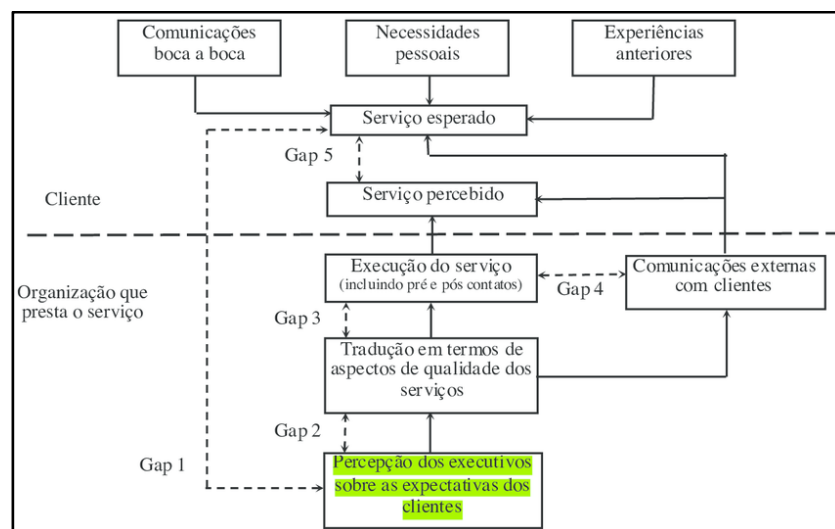 Comunicações
boca a boca
Necessidades
pessoais
Experiências
anteriores
Serviço esperado
Gap 5
Serviço percebido
Cliente
Execução do serviço
(incluindo pré e pós contatos)
Comunicações externas
com clientes
Gap 4
Organização que
presta o serviço
Gap 3
Tradução em termos de
aspectos de qualidade dos
serviços
Gap 2
Gap 1
Percepção dos executivos
sobre as expectativas dos
clientes